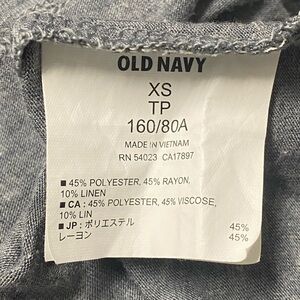 OLD NAVY
XS
TP
160/80A
MADE IN VIETNAM
RN 54023 CA17897
■ 45% POLYESTER, 45% RAYON,
10% LINEN
■ CA : 45% POLYESTER, 45% VISCOSE,
10% LIN
■ JP : ポリエステル 45%
レーヨン 45%